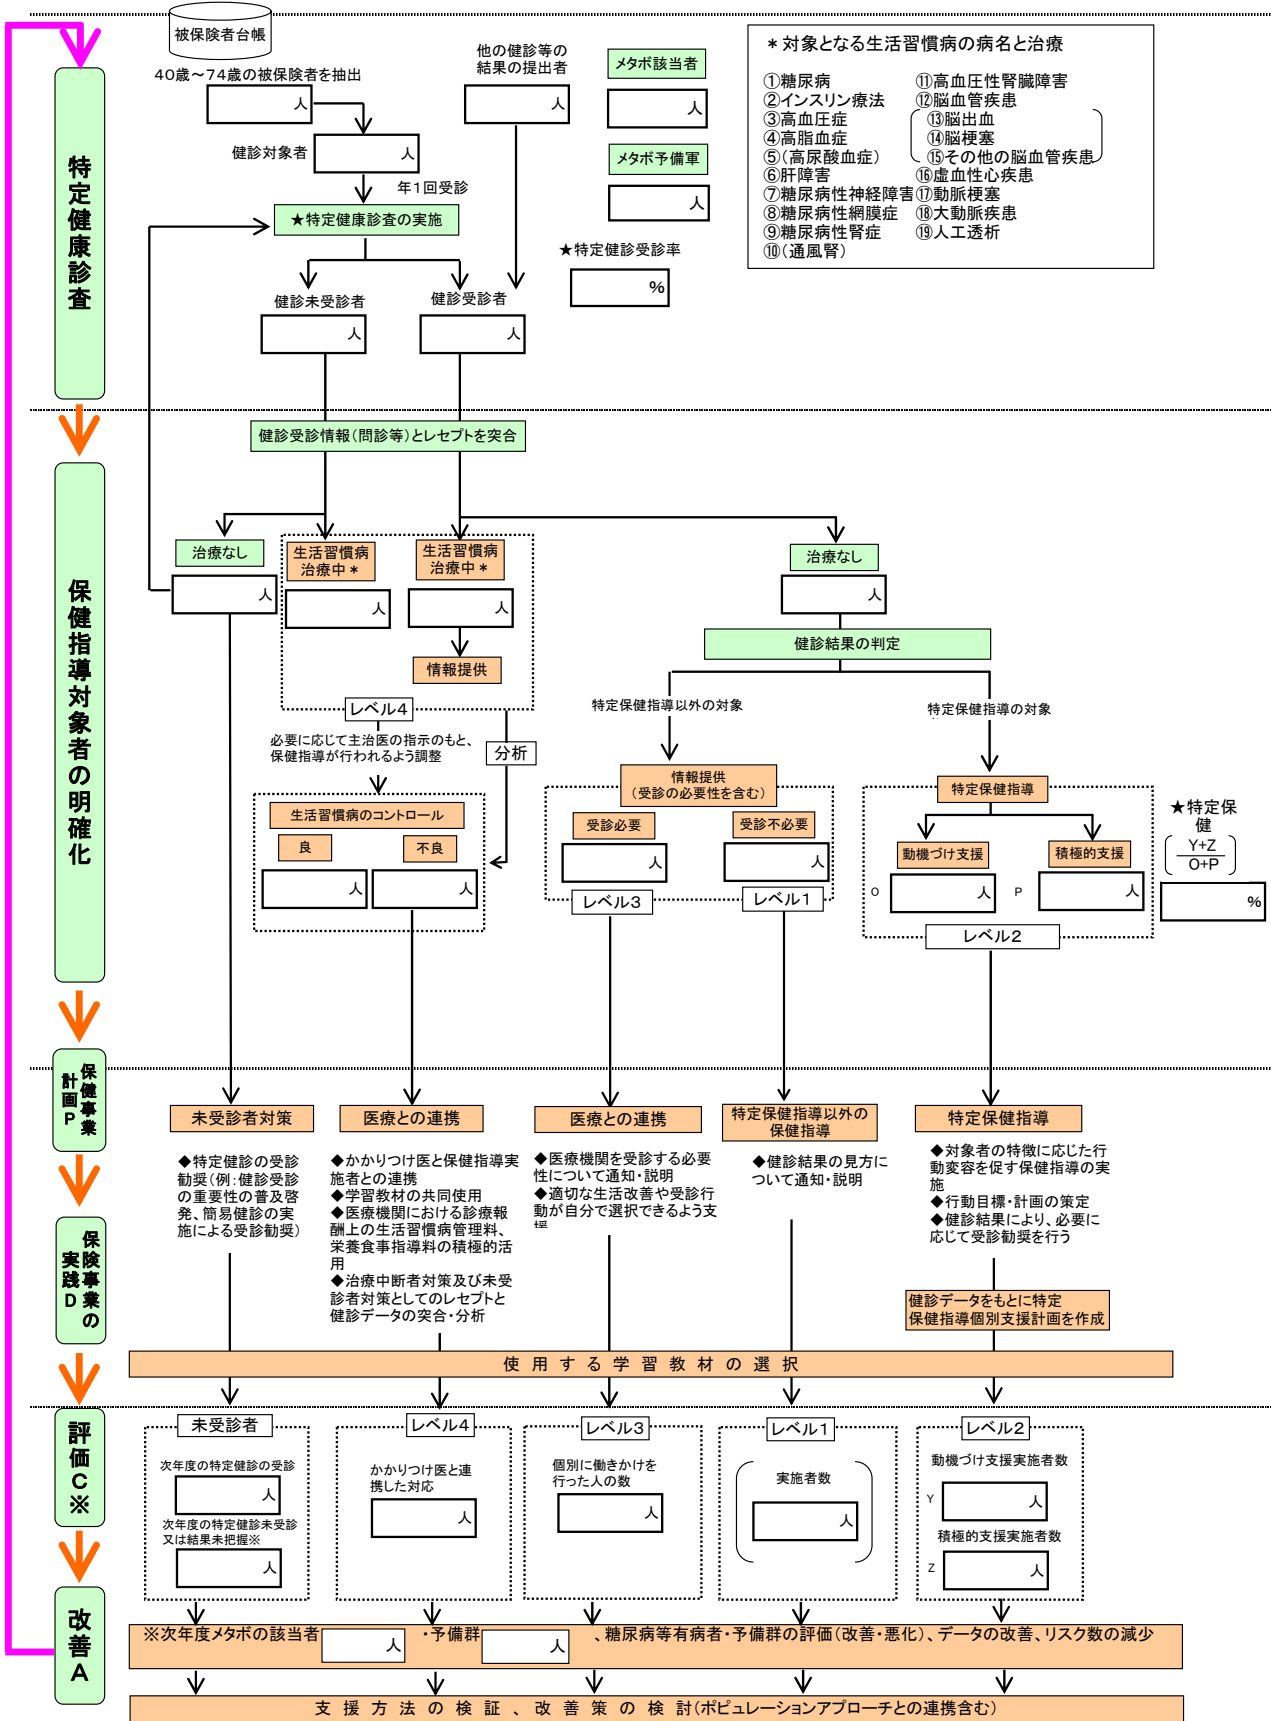 被保険者台帳
40歳～74歳の被保険者を抽出
人
健診対象者
人
年1回受診
★特定健康診査の実施
他の健診等の
結果の提出者
人
メタボ該当者
人
メタボ予備軍
人
★特定健診受診率
%
健診未受診者
人
健診受診者
人
＊対象となる生活習慣病の病名と治療
①糖尿病
②インスリン療法
③高血圧症
④高脂血症
⑤(高尿酸血症)
⑥肝障害
⑦糖尿病性神経障害
⑧糖尿病性網膜症
⑨糖尿病性腎症
⑩(痛風腎)
⑪高血圧性腎臓障害
⑫脳血管疾患
⑬脳出血
⑭脳梗塞
⑮その他の脳血管疾患
⑯虚血性心疾患
⑰動脈梗塞
⑱大動脈疾患
⑲人工透析
特定健康診査
健診受診情報(問診等)とレセプトを突合
保健指導対象者の明確化
治療なし
人
生活習慣病
治療中＊
人
生活習慣病
治療中＊
人
情報提供
レベル4
必要に応じて主治医の指示のもと、
保健指導が行われるよう調整
分析
生活習慣病のコントロール
良
人
不良
人
治療なし
人
健診結果の判定
特定保健指導以外の対象
特定保健指導の対象
情報提供
(受診の必要性を含む)
受診必要
人
受診不必要
人
レベル3
レベル1
特定保健指導
動機づけ支援
積極的支援
O
人
P
人
レベル2
★特定保
健
Y+Z
O+P
%
保健事業
計画P
未受診者対策
◆特定健診の受診
勧奨(例:健診受診
の重要性の普及啓
発、簡易健診の実
施による受診勧奨)
医療との連携
◆かかりつけ医と保健指導実
施者との連携
◆学習教材の共同使用
◆医療機関における診療報
酬上の生活習慣病管理料、
栄養食事指導料の積極的活
用
◆治療中断者対策及び未受
診者対策としてのレセプトと
健診データの突合・分析
医療との連携
◆医療機関を受診する必要
性について通知・説明
◆適切な生活改善や受診行
動が自分で選択できるよう支
援
特定保健指導以外の
保健指導
◆健診結果の見方に
ついて通知・説明
特定保健指導
◆対象者の特徴に応じた行
動変容を促す保健指導の実
施
◆行動目標・計画の策定
◆健診結果により、必要に
応じて受診勧奨を行う
健診データをもとに特定
保健指導個別支援計画を作成
保険事業の
実践D
使用する学習教材の選択
評価C※
未受診者
次年度の特定健診の受診
人
次年度の特定健診未受診
又は結果未把握※
人
レベル4
かかりつけ医と連
携した対応
人
レベル3
個別に働きかけを
行った人の数
人
レベル1
実施者数
人
レベル2
動機づけ支援実施者数
Y
人
積極的支援実施者数
Z
人
改善A
※次年度メタボの該当者 人 ・予備群 人 、糖尿病等有病者・予備群の評価(改善・悪化)、データの改善、リスク数の減少
支援方法の検証、改善策の検討(ポピュレーションアプローチとの連携含む)